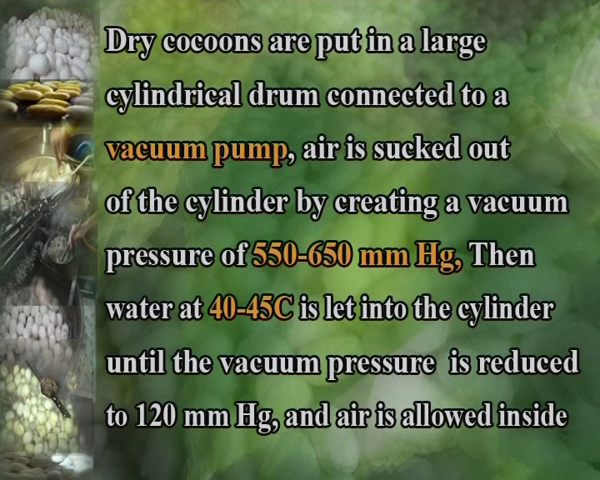 Dry cocoons are put in a large
cylindrical drum connected to a
vacuum pump, air is sucked out
of the cylinder by creating a vacuum
pressure of 550-650 mm Hg, Then
water at 40-45C is let into the cylinder
until the vacuum pressure is reduced
to 120 mm Hg, and air is allowed inside